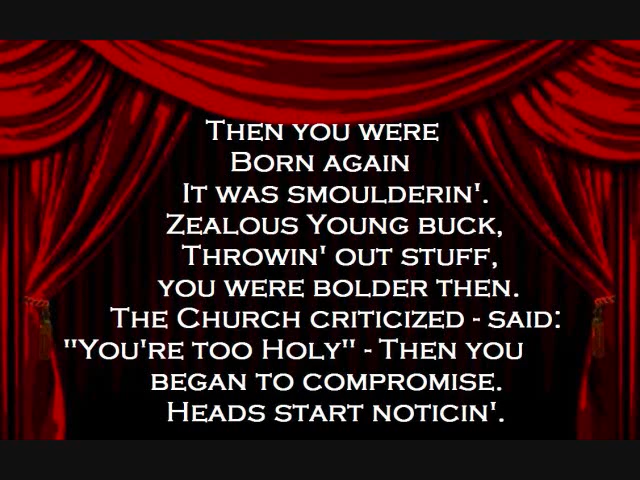 Then you were
Born again
It was smoulderin'.
Zealous Young buck,
Throwin' out stuff,
you were bolder then.
The Church criticized - said:
"You're too Holy" - Then you
began to compromise.
Heads start noticin'.